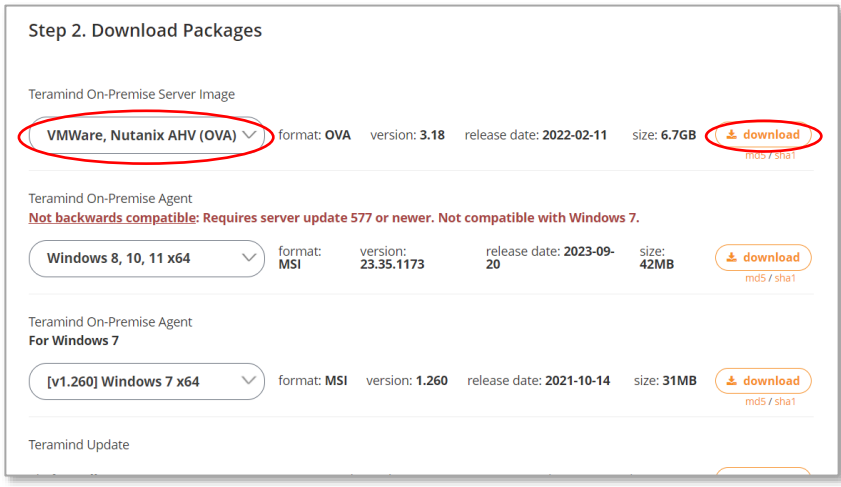 Step 2. Download Packages
Teramind On-Premise Server Image
VMWare, Nutanix AHV (OVA) format: OVA version: 3.18 release date: 2022-02-11 size: 6.7GB download
md5 / sha1
Teramind On-Premise Agent
Not backwards compatible: Requires server update 577 or newer. Not compatible with Windows 7.
Windows 8, 10, 11 x64 format: MSI version: 23.35.1173 release date: 2023-09-20 size: 42MB download
md5 / sha1
Teramind On-Premise Agent
For Windows 7
[v1.260] Windows 7 x64 format: MSI version: 1.260 release date: 2021-10-14 size: 31MB download
md5 / sha1
Teramind Update